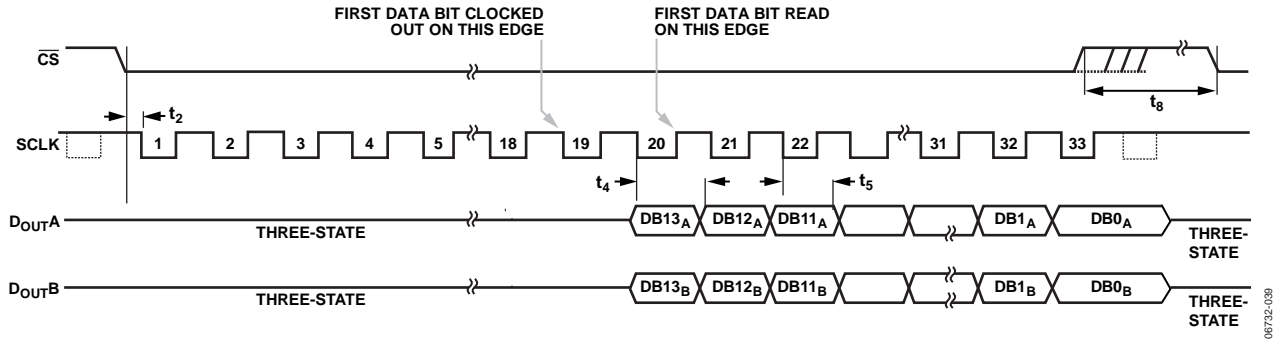 FIRST DATA BIT CLOCKED
OUT ON THIS EDGE
FIRST DATA BIT READ
ON THIS EDGE
CS
t8
t2
SCLK
1 2 3 4 5 18 19 20 21 22 31 32 33
t4
t5
DOUTA
THREE-STATE
DB13A DB12A DB11A DB1A DB0A
THREE-
STATE
DOUTB
THREE-STATE
DB13B DB12B DB11B DB1B DB0B
THREE-
STATE
06732-039